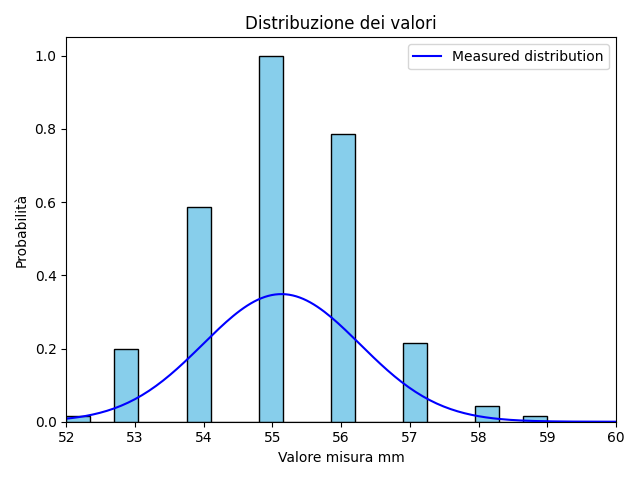 Distribuzione dei valori
Measured distribution
1.0
0.8
0.6
0.4
0.2
0.0
Probabilità
52 53 54 55 56 57 58 59 60
Valore misura mm